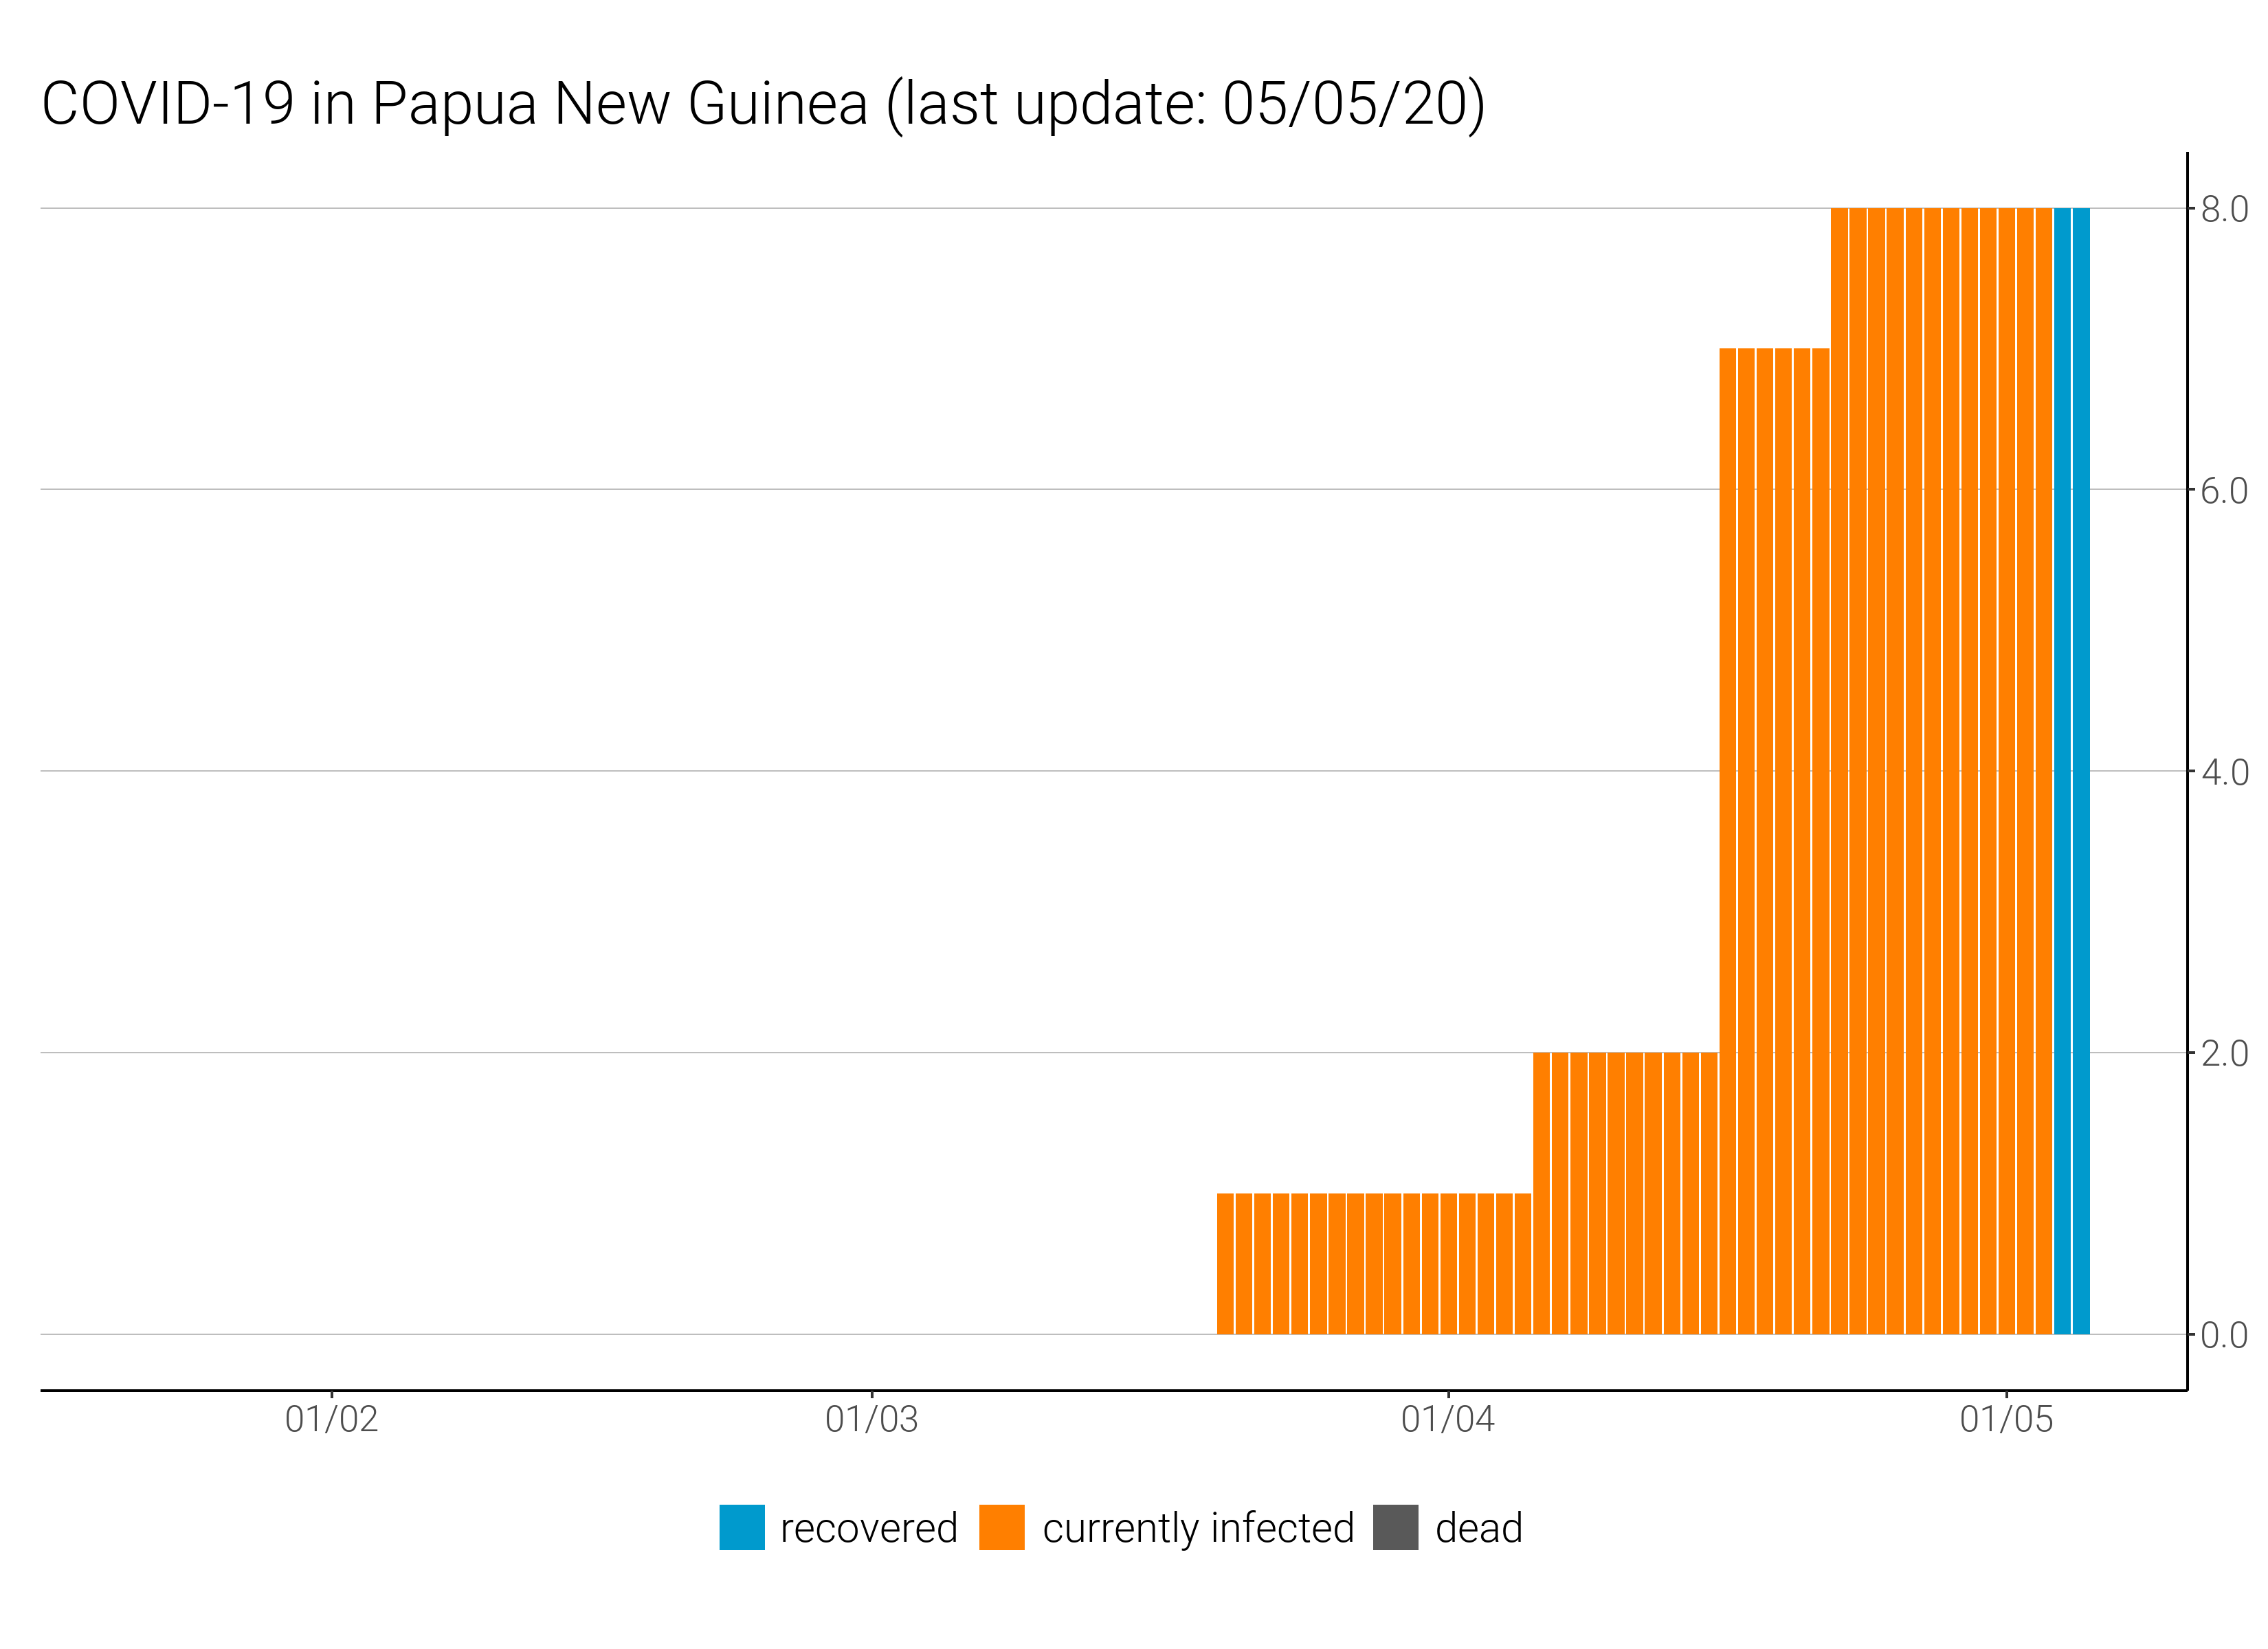 COVID-19 in Papua New Guinea (last update: 05/05/20)
8.0
6.0
4.0
2.0
0.0
01/02 01/03 01/04 01/05
recovered currently infected dead